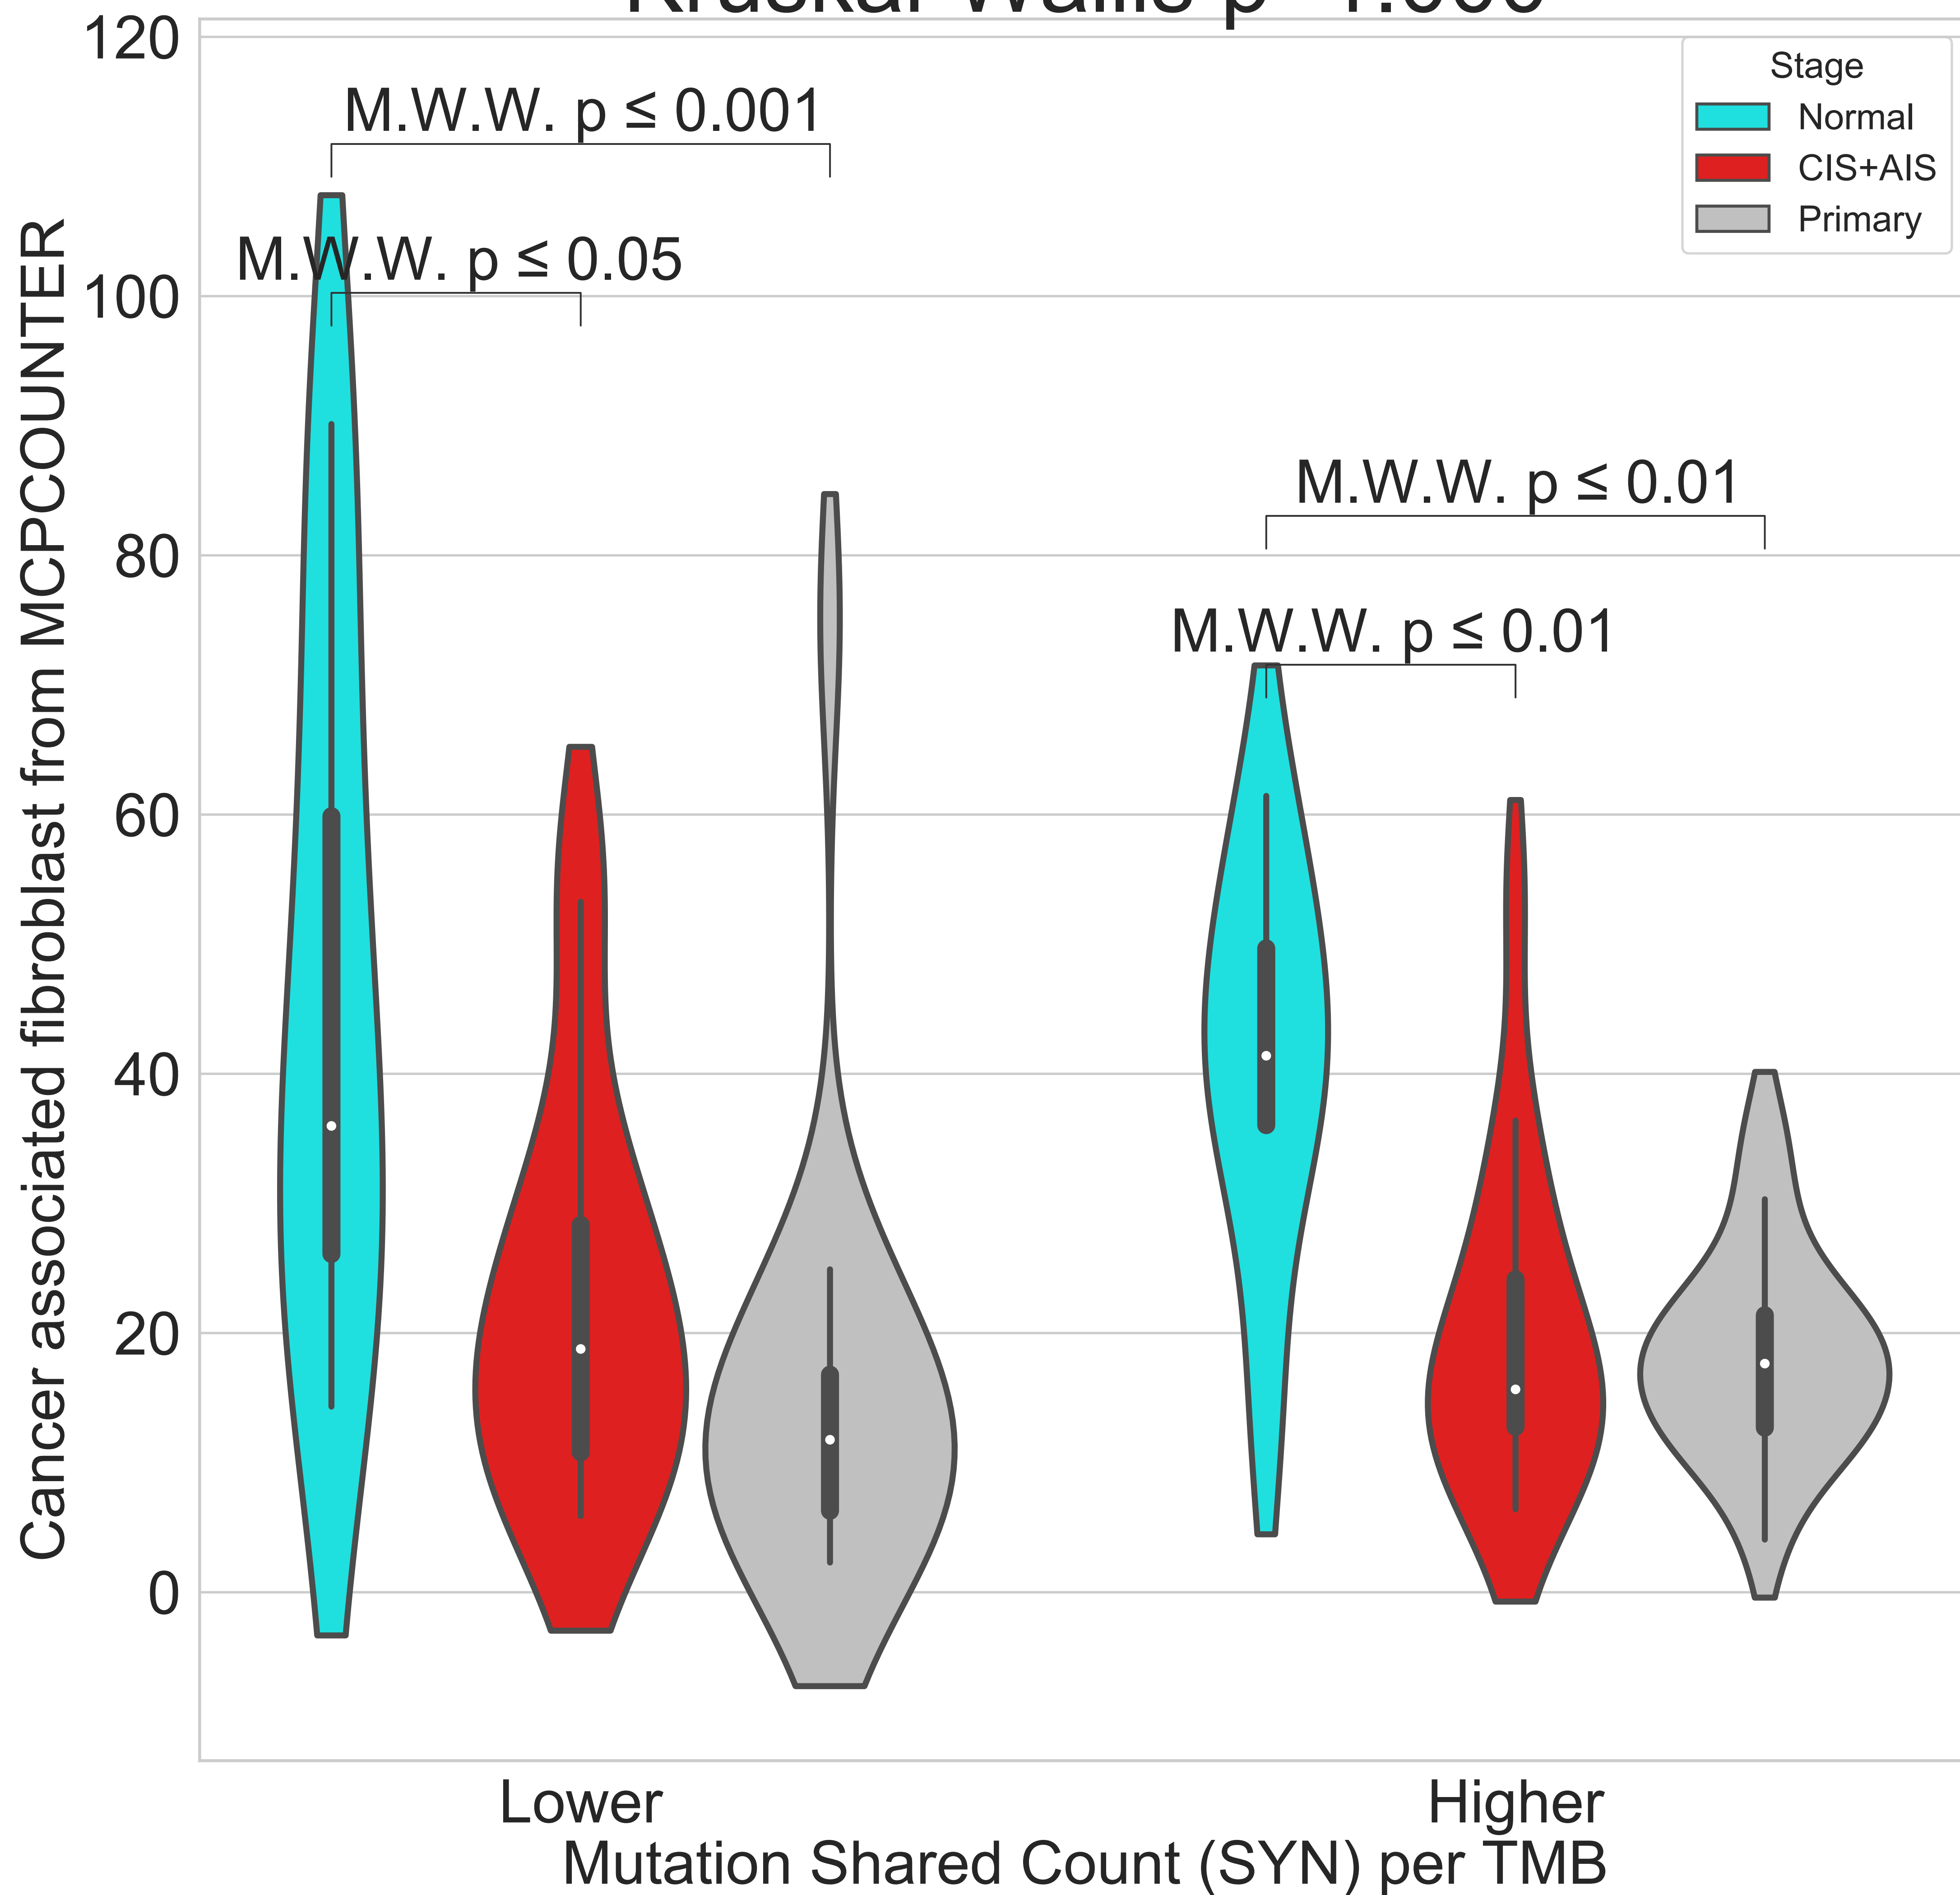 120
Stage
Normal
CIS+AIS
Primary
M.W.W. p ≤ 0.001
M.W.W. p ≤ 0.05
100
M.W.W. p ≤ 0.01
80
M.W.W. p ≤ 0.01
60
40
20
0
Cancer associated fibroblast from MCPCOUNTER
Lower
Higher
Mutation Shared Count (SYN) per TMB